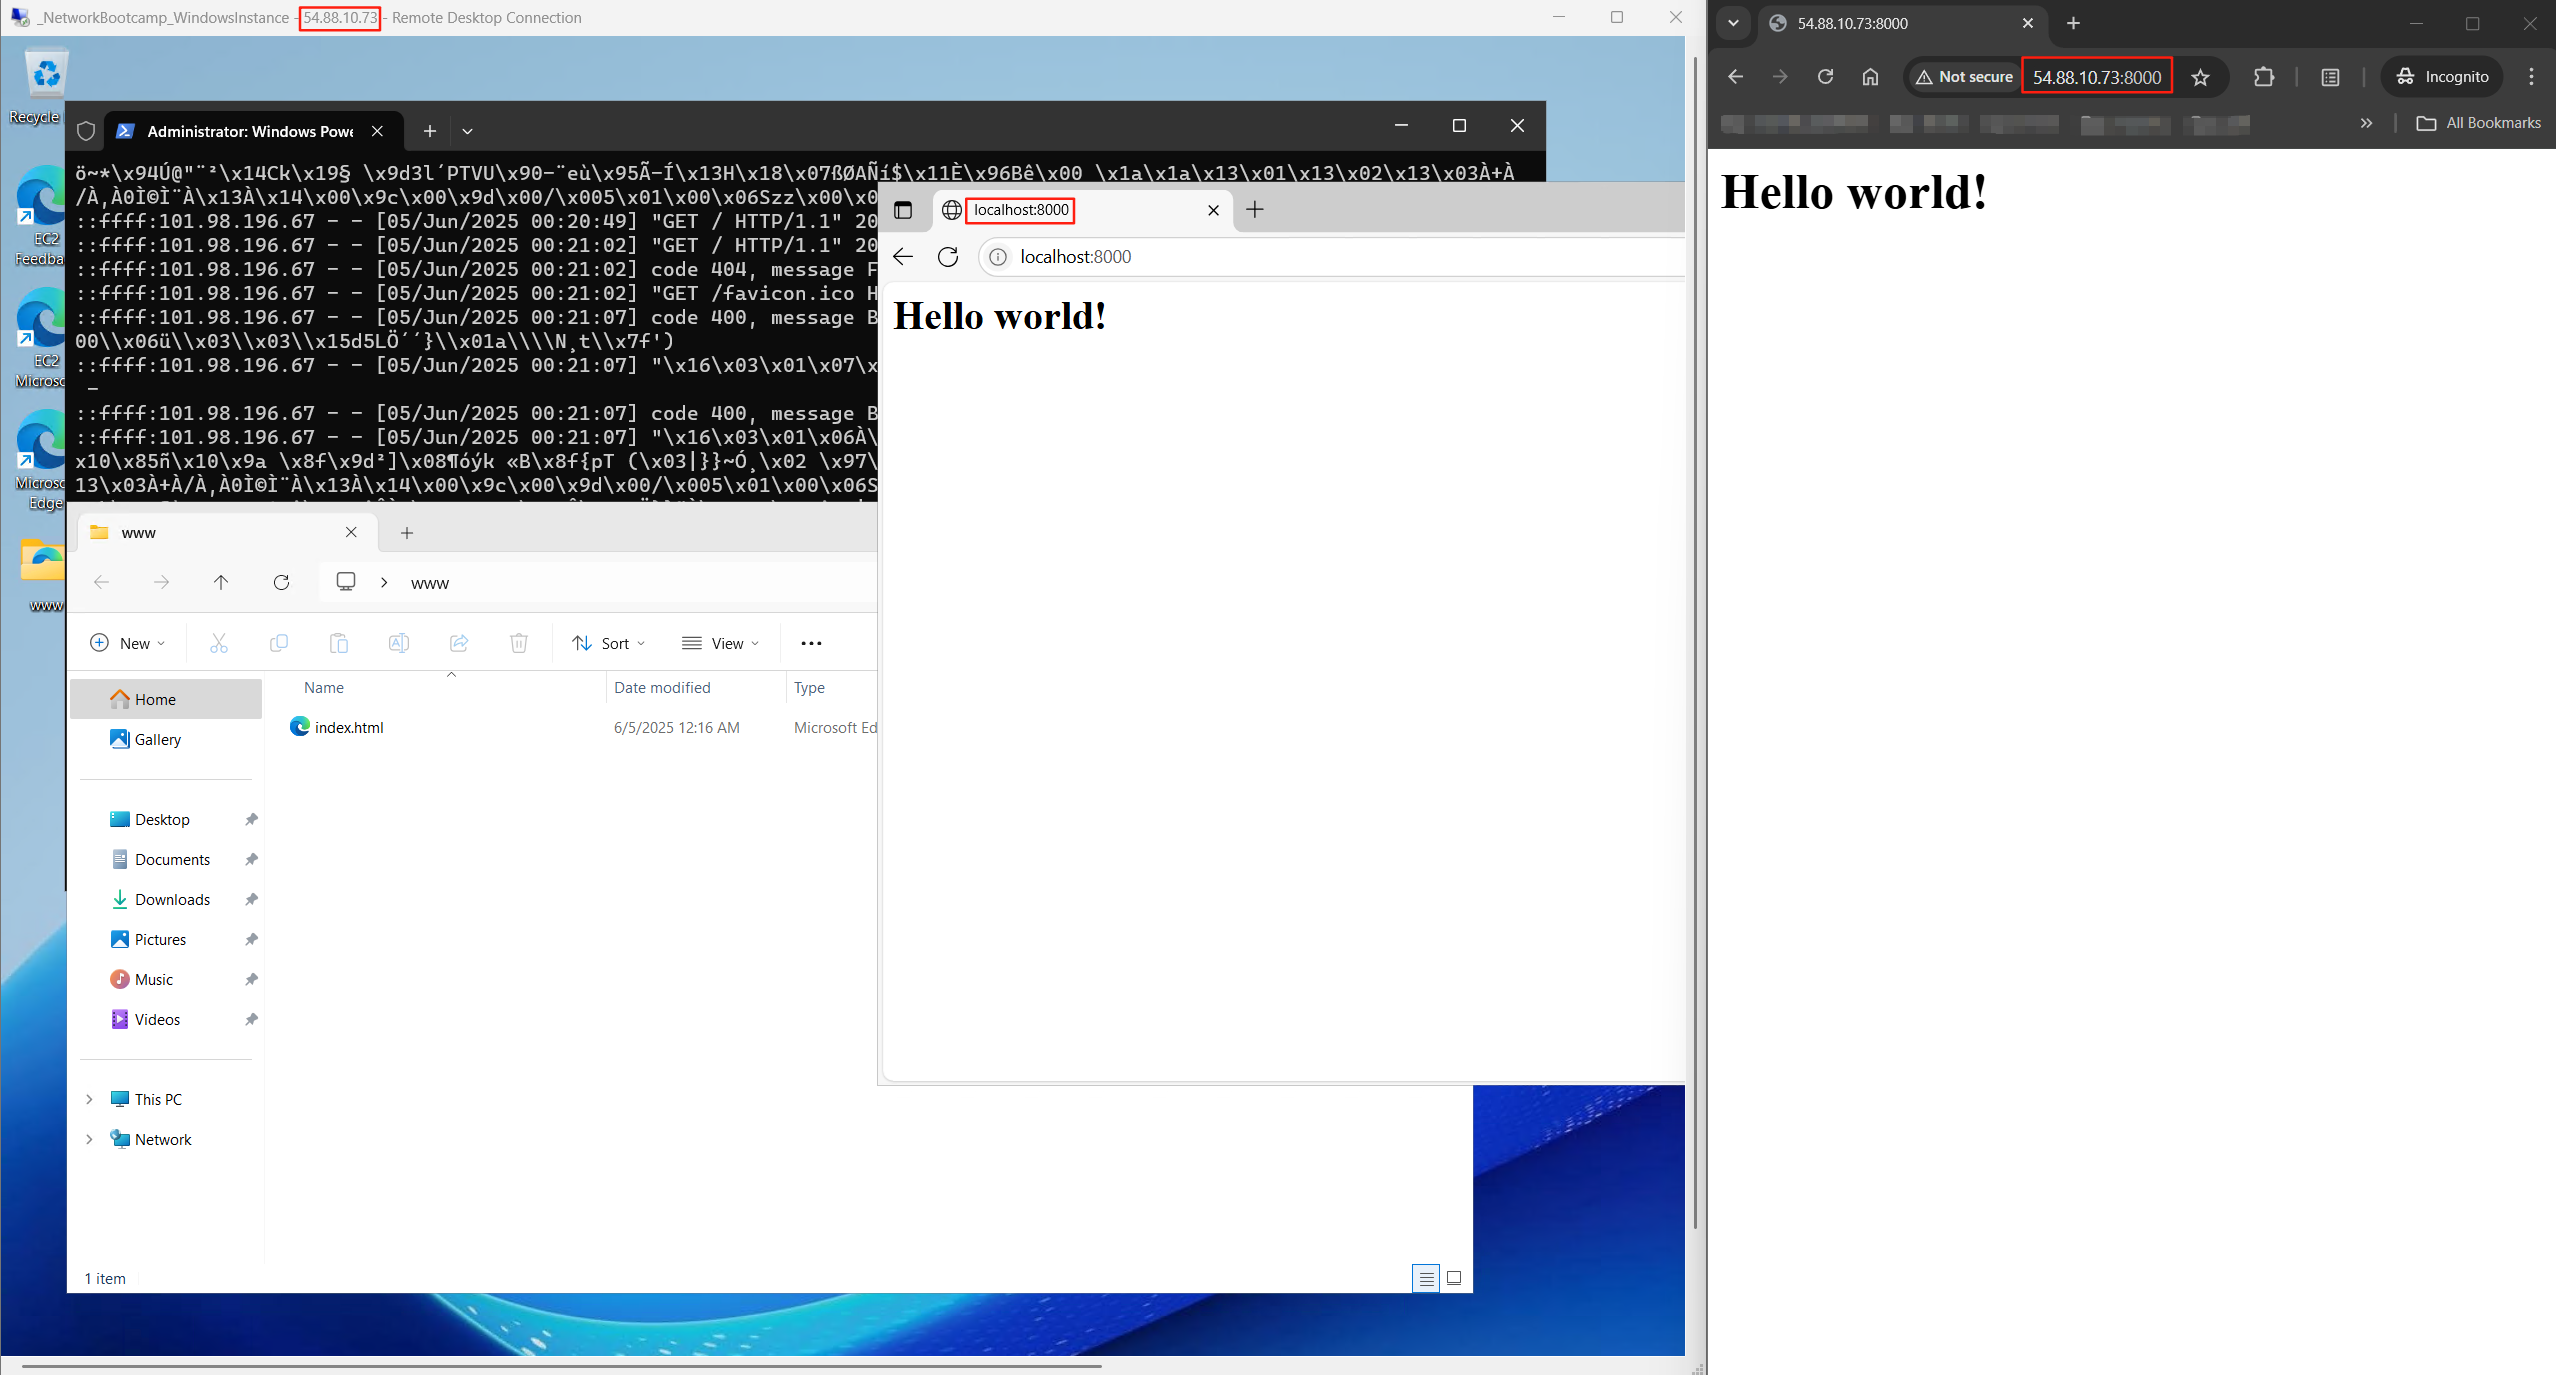 _NetworkBootcamp_WindowsInstance - 54.88.10.73 - Remote Desktop Connection
Recycle
EC2
Feedba
EC2
Microso
Microso
Edge
www
Administrator: Windows Powe
ö~*\x94Ú@"¨²\x14Ck\x19§ \x9d3l´PTVU\x90-¨eù\x95Ã-Í\x13H\x18\x07ßØAÑí$\x11È\x96Bê\x00 \x1a\x1a\x13\x01\x13\x02\x13\x03À+À
/À,À0Ì©Ì¨À\x13À\x14\x00\x9c\x00\x9d\x00/\x005\x01\x00\x06Szz\x00\x0
::ffff:101.98.196.67 - - [05/Jun/2025 00:20:49] "GET / HTTP/1.1" 20
::ffff:101.98.196.67 - - [05/Jun/2025 00:21:02] "GET / HTTP/1.1" 20
::ffff:101.98.196.67 - - [05/Jun/2025 00:21:02] code 404, message F
::ffff:101.98.196.67 - - [05/Jun/2025 00:21:02] "GET /favicon.ico H
::ffff:101.98.196.67 - - [05/Jun/2025 00:21:07] code 400, message B
00\\x06ü\\x03\\x03\\x15d5LÖ´´}\\x01a\\\\N¸t\\x7f')
::ffff:101.98.196.67 - - [05/Jun/2025 00:21:07] "\x16\x03\x01\x07\x
-
::ffff:101.98.196.67 - - [05/Jun/2025 00:21:07] code 400, message B
::ffff:101.98.196.67 - - [05/Jun/2025 00:21:07] "\x16\x03\x01\x06À\
x10\x85ñ\x10\x9a \x8f\x9d²]\x08¶óýk «B\x8f{pT (\x03|}}~Ó¸\x02 \x97\
13\x03À+À/À,À0Ì©Ì¨À\x13À\x14\x00\x9c\x00\x9d\x00/\x005\x01\x00\x06S
localhost:8000
localhost:8000
Hello world!
www
www
New
Sort
View
Name
Date modified
Type
index.html
6/5/2025 12:16 AM
Microsoft Ed
Home
Gallery
Desktop
Documents
Downloads
Pictures
Music
Videos
This PC
Network
1 item
54.88.10.73:8000
Not secure
54.88.10.73:8000
Incognito
All Bookmarks
Hello world!